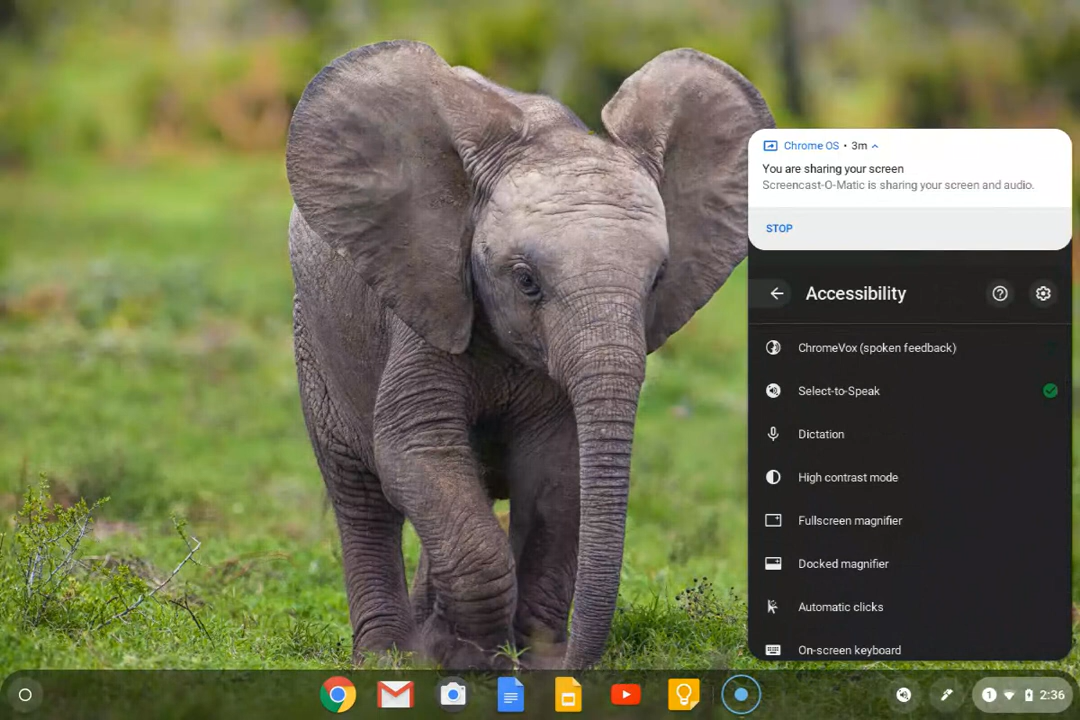 Chrome OS • 3m
You are sharing your screen
Screencast-O-Matic is sharing your screen and audio.
STOP
Accessibility
ChromeVox (spoken feedback)
Select-to-Speak
Dictation
High contrast mode
Fullscreen magnifier
Docked magnifier
Automatic clicks
On-screen keyboard
1 2:36